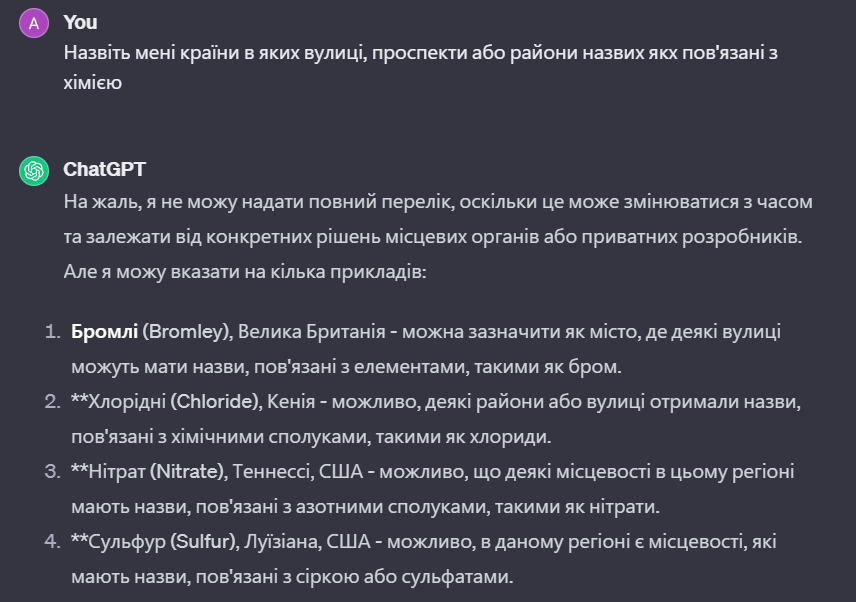 A You
Назвіть мені країни в яких вулиці, проспекти або райони назвих якх пов'язані з
хімією
ChatGPT
На жаль, я не можу надати повний перелік, оскільки це може змінюватися з часом
та залежати від конкретних рішень місцевих органів або приватних розробників.
Але я можу вказати на кілька прикладів:
1. Бромлі (Bromley), Велика Британія - можна зазначити як місто, де деякі вулиці
можуть мати назви, пов'язані з елементами, такими як бром.
2. **Хлорідні (Chloride), Кенія - можливо, деякі райони або вулиці отримали назви,
пов'язані з хімічними сполуками, такими як хлориди.
3. **Нітрат (Nitrate), Теннессі, США - можливо, що деякі місцевості в цьому регіоні
мають назви, пов'язані з азотними сполуками, такими як нітрати.
4. **Сульфур (Sulfur), Луїзіана, США - можливо, в даному регіоні є місцевості, які
мають назви, пов'язані з сіркою або сульфатами.